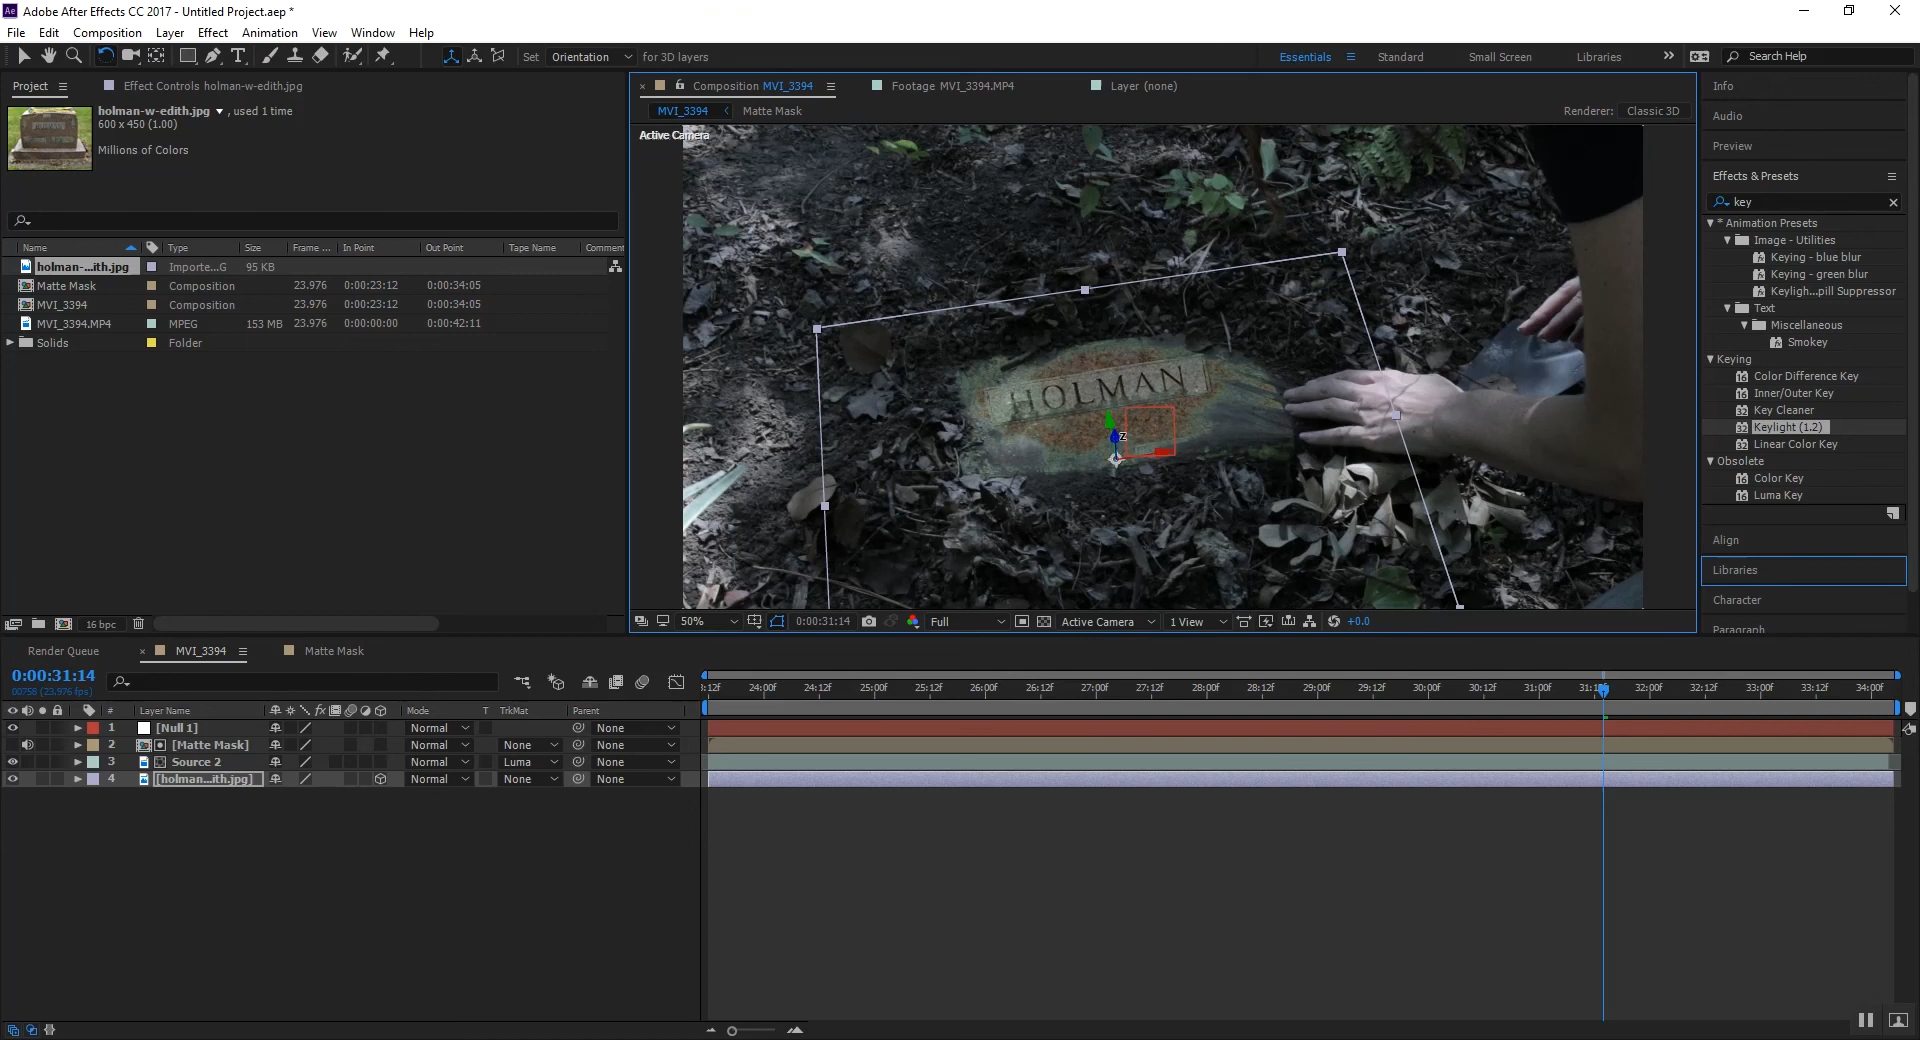 Ae Adobe After Effects CC 2017 - Untitled Project.aep *
File Edit Composition Layer Effect Animation View Window Help
Set Orientation for 3D layers Essentials Standard Small Screen Libraries Search Help
Project Effect Controls holman-w-edith.jpg
holman-w-edith.jpg , used 1 time
600 x 450 (1.00)
Millions of Colors
Name Type Size Frame ... In Point Out Point Tape Name Comment
holman-...ith.jpg Importe...G 95 KB
Matte Mask Composition 23.976 0:00:23:12 0:00:34:05
MVI_3394 Composition 23.976 0:00:23:12 0:00:34:05
MVI_3394.MP4 MPEG 153 MB 23.976 0:00:00:00 0:00:42:11
Solids Folder
16 bpc
Composition MVI_3394 Footage MVI_3394.MP4 Layer (none)
MVI_3394 Matte Mask Renderer: Classic 3D
Active Camera
HOLMAN
Z
50% 0:00:31:14 Full Active Camera 1 View +0.0
Info
Audio
Preview
Effects & Presets
key
* Animation Presets
Image - Utilities
Keying - blue blur
Keying - green blur
Keyligh...pill Suppressor
Text
Miscellaneous
Smokey
Keying
16 Color Difference Key
16 Inner/Outer Key
32 Key Cleaner
32 Keylight (1.2)
32 Linear Color Key
Obsolete
16 Color Key
16 Luma Key
Align
Libraries
Character
Paragraph
Render Queue MVI_3394 Matte Mask
0:00:31:14
00758 (23.976 fps)
:12f 24:00f 24:12f 25:00f 25:12f 26:00f 26:12f 27:00f 27:12f 28:00f 28:12f 29:00f 29:12f 30:00f 30:12f 31:00f 31:1 32:00f 32:12f 33:00f 33:12f 34:00f
# Layer Name fx Mode T TrkMat Parent
1 [Null 1] Normal None
2 [Matte Mask] Normal None None
3 Source 2 Normal Luma None
4 [holman...ith.jpg] Normal None None